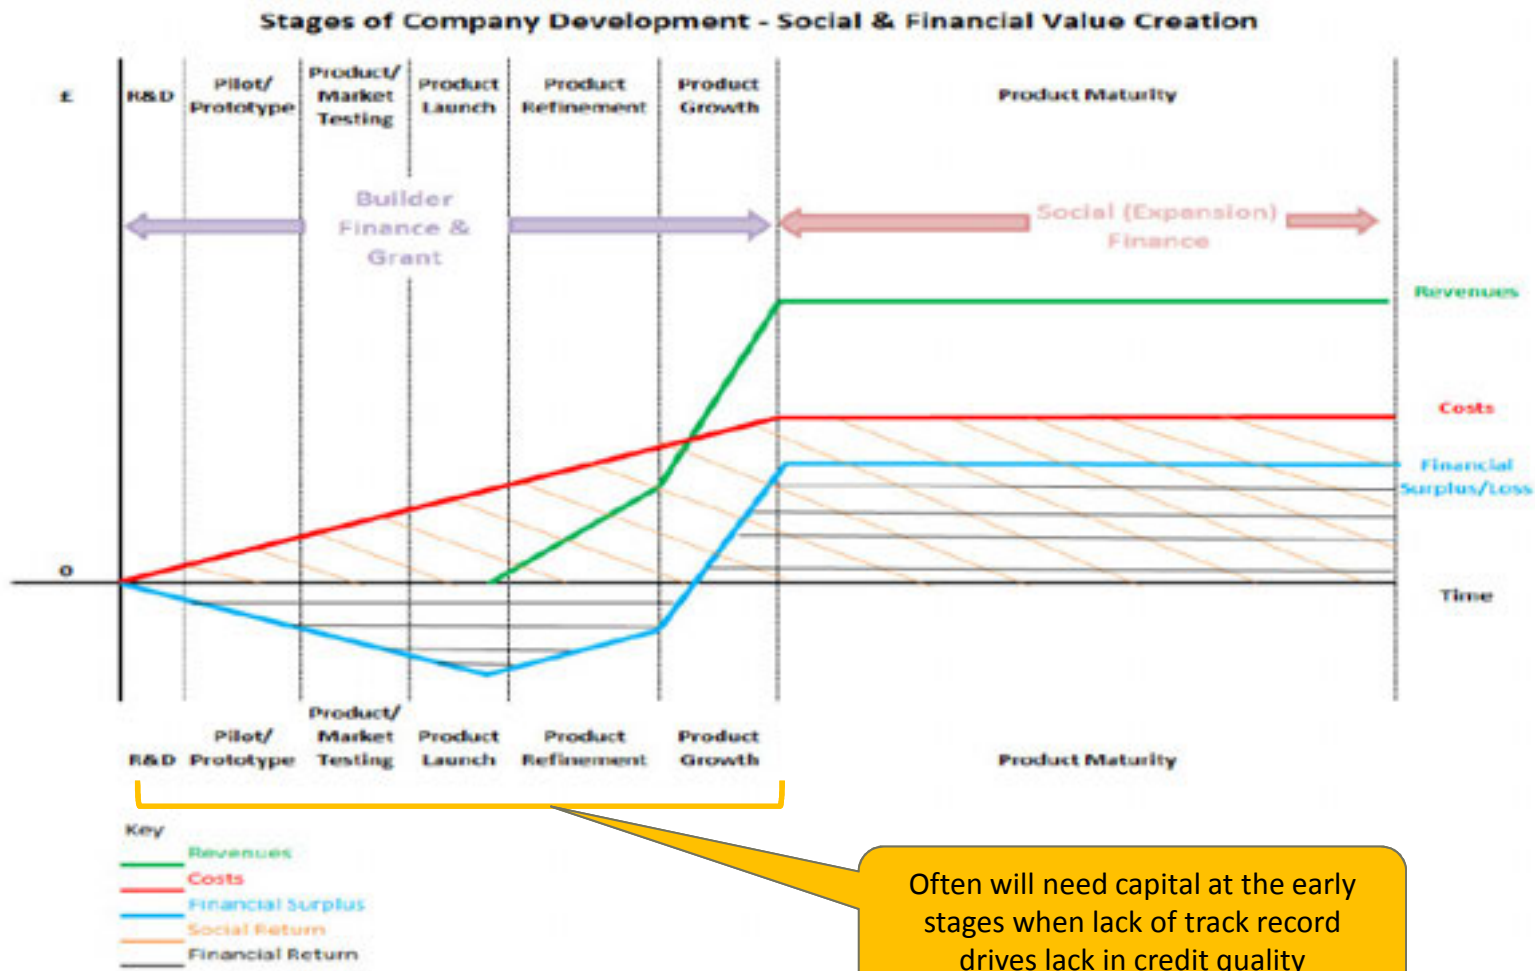 Stages of Company Development - Social & Financial Value Creation
£
R&D
Pilot/
Prototype
Product/
Market
Testing
Product
Launch
Product
Refinement
Product
Growth
Product Maturity
Builder
Finance &
Grant
Social (Expansion)
Finance
Revenues
Costs
Financial
Surplus/Loss
0
Time
R&D
Pilot/
Prototype
Product/
Market
Testing
Product
Launch
Product
Refinement
Product
Growth
Product Maturity
Key
Revenues
Costs
Financial Surplus
Social Return
Financial Return
Often will need capital at the early
stages when lack of track record
drives lack in credit quality